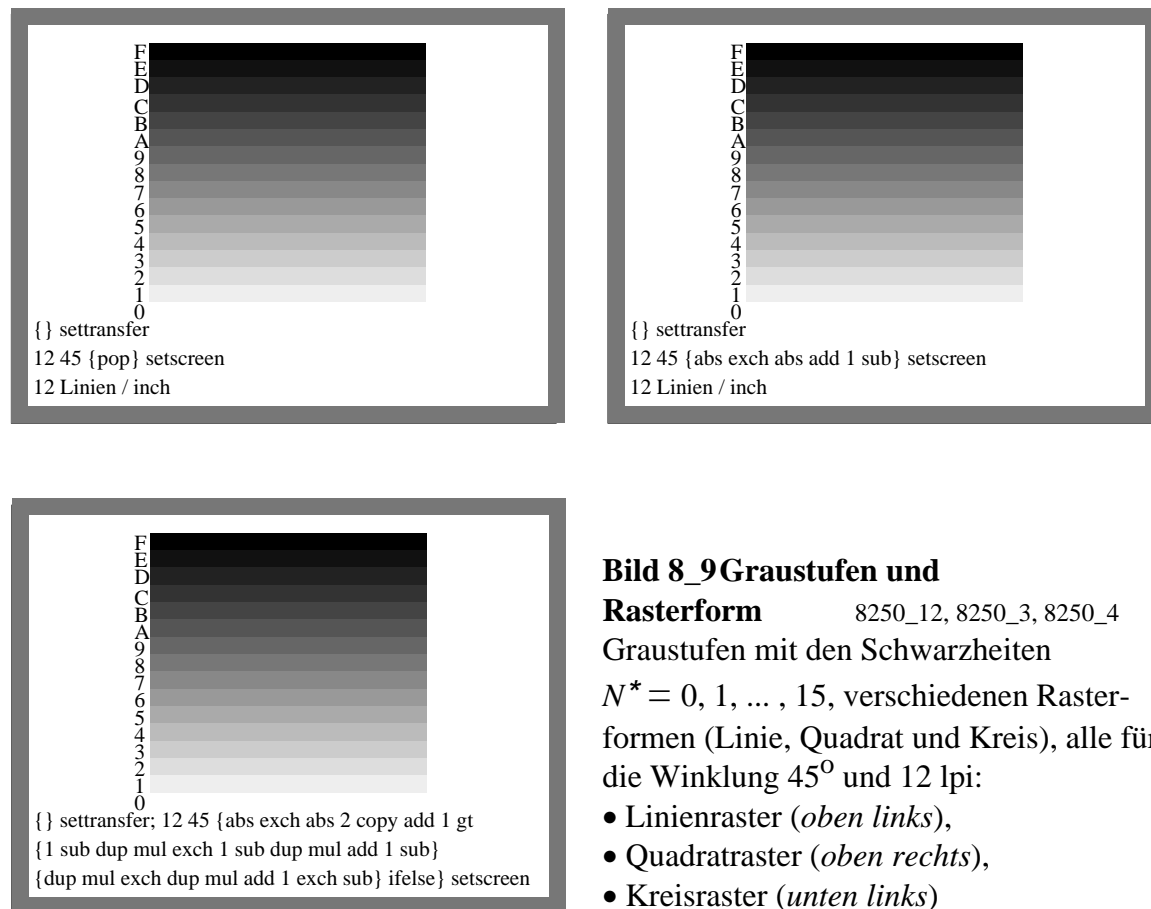 F
E
D
C
B
A
9
8
7
6
5
4
3
2
1
0
{} settransfer
12 45 {pop} setscreen
12 Linien / inch
F
E
D
C
B
A
9
8
7
6
5
4
3
2
1
0
{} settransfer
12 45 {abs exch abs add 1 sub} setscreen
12 Linien / inch
F
E
D
C
B
A
9
8
7
6
5
4
3
2
1
0
{} settransfer; 12 45 {abs exch abs 2 copy add 1 gt
{1 sub dup mul exch 1 sub dup mul add 1 sub}
{dup mul exch dup mul add 1 exch sub} ifelse} setscreen
Bild 8_9Graustufen und
Rasterform 8250_12, 8250_3, 8250_4
Graustufen mit den Schwarzheiten
N* = 0, 1, ... , 15, verschiedenen Raster-
formen (Linie, Quadrat und Kreis), alle für
die Winklung 45° und 12 lpi:
• Linienraster (oben links),
• Quadratraster (oben rechts),
• Kreisraster (unten links)